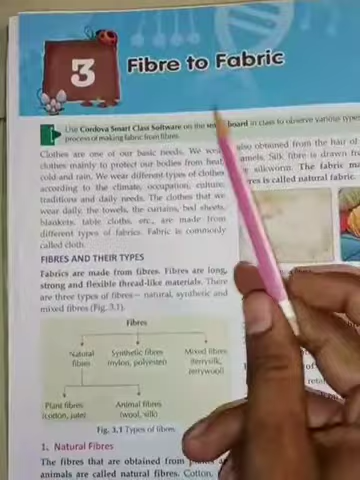 3
Fibre to Fabric
Use Cordova Smart Class Software on the board in class to observe various types
process of making fabric from fibres.
Clothes are one of our basic needs. We wear
clothes mainly to protect our bodies from heat,
cold and rain. We wear different types of clothes
according to the climate, occupation, culture,
traditions and daily needs. The clothes that we
wear daily, the towels, the curtains, bed sheets,
blankets, table cloths, etc., are made from
different types of fabrics. Fabric is commonly
called cloth.
FIBRES AND THEIR TYPES
Fabrics are made from fibres. Fibres are long,
strong and flexible thread-like materials. There
are three types of fibres— natural, synthetic and
mixed fibres (Fig. 3.1).
Fibres
Natural fibres
Synthetic fibres (nylon, polyester)
Mixed fibres (terrysilk, terrywool)
Plant fibres (cotton, jute)
Animal fibres (wool, silk)
Fig. 3.1 Types of fibres
1. Natural Fibres
The fibres that are obtained from
animals are called natural fibres. Cotton,
also obtained from the hair of
camels. Silk fibre is drawn
silkworm. The fabric
is called natural fabric.